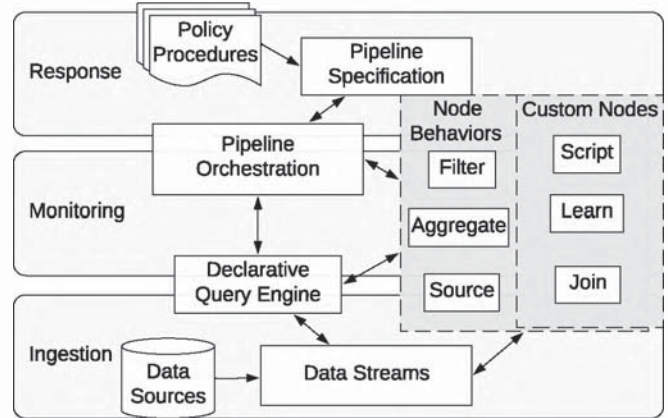 Policy
Procedures
Pipeline
Specification
Response
Node
Behaviors
Custom Nodes
Pipeline
Orchestration
Filter
Script
Monitoring
Aggregate
Learn
Declarative
Query Engine
Source
Join
Ingestion
Data
Sources
Data Streams